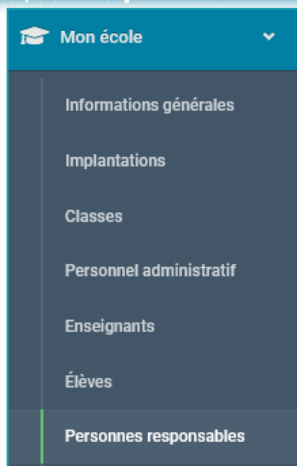 Mon école
Informations générales
Implantations
Classes
Personnel administratif
Enseignants
Élèves
Personnes responsables